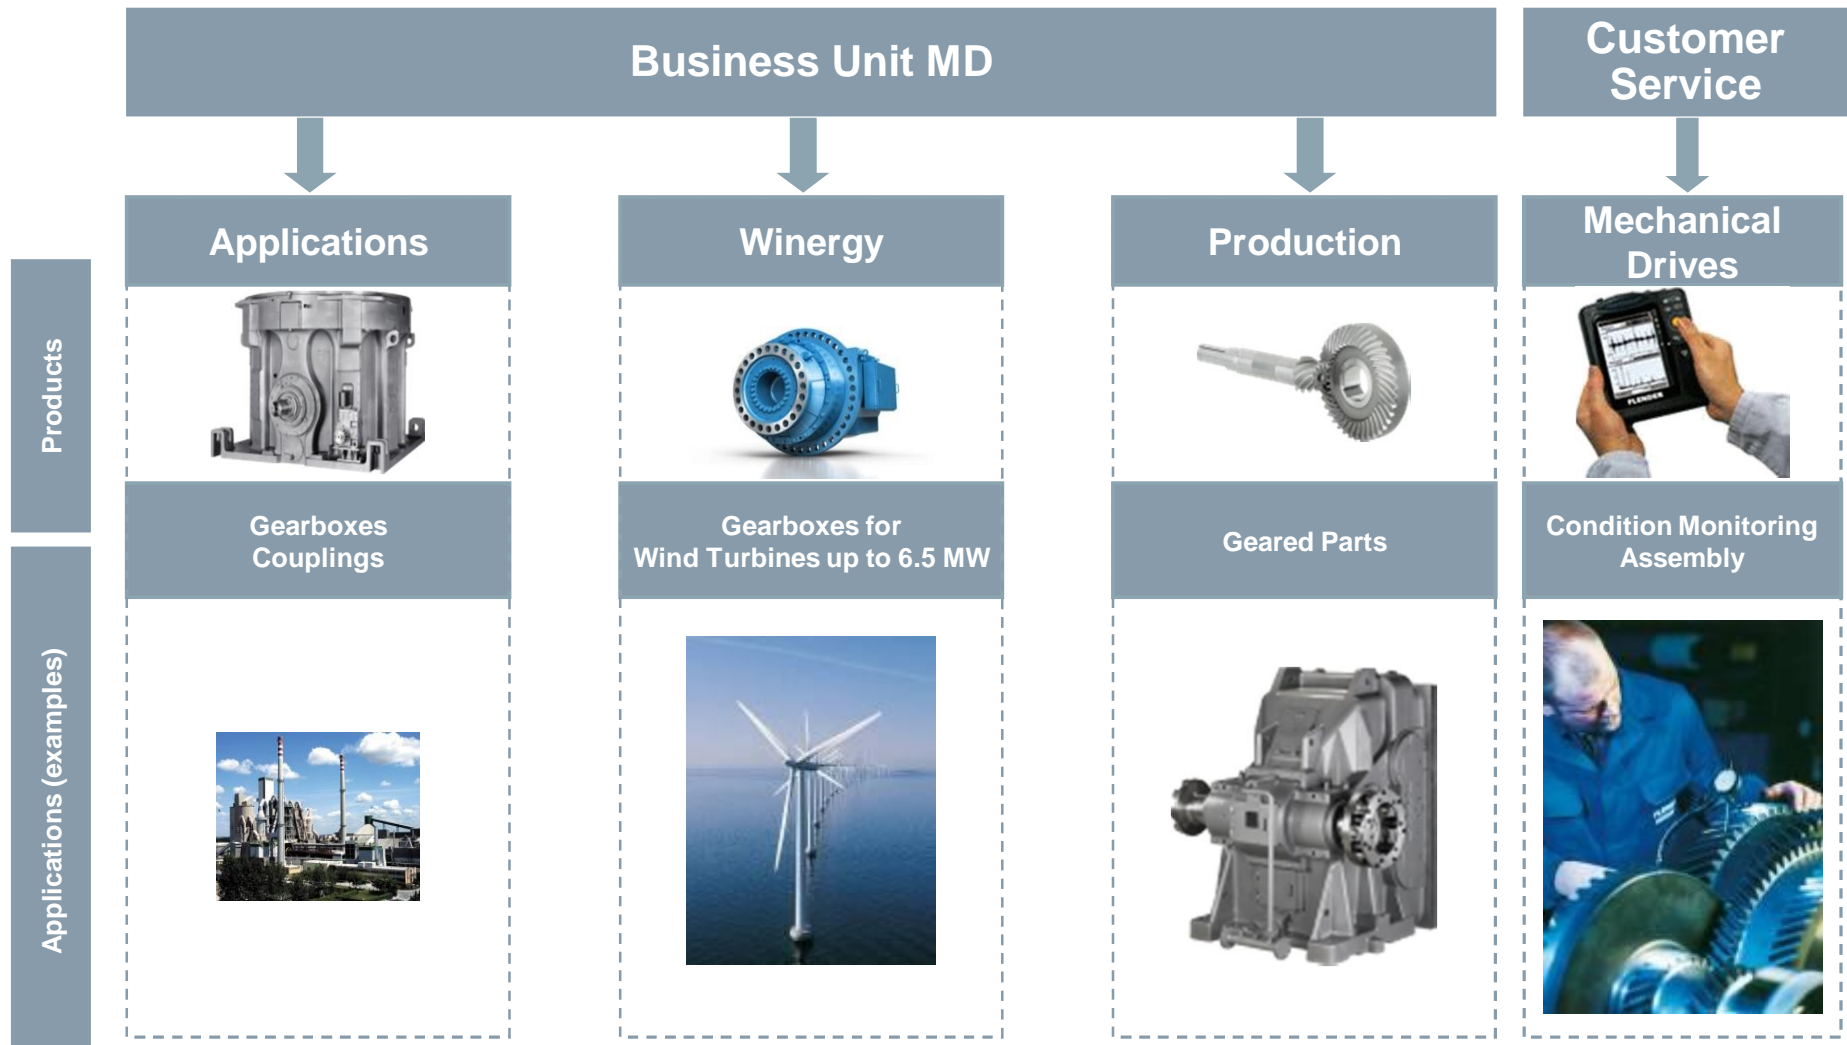 Business Unit MD
Customer
Service
Applications
Winergy
Production
Mechanical
Drives
Products
FLENDER
Gearboxes
Couplings
Gearboxes for
Wind Turbines up to 6.5 MW
Geared Parts
Condition Monitoring
Assembly
Applications (examples)